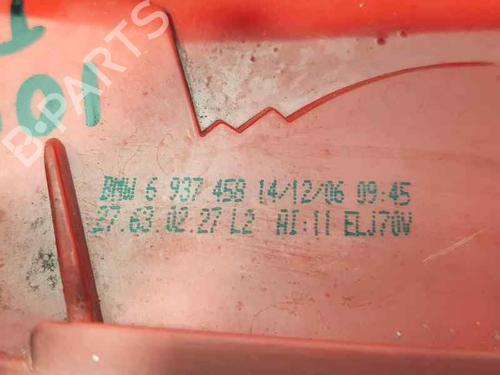 BMW 6 937 458 14/12/06 09:45
27.63 02.27 L2 AI:11 ELJ70V
B-PARTS